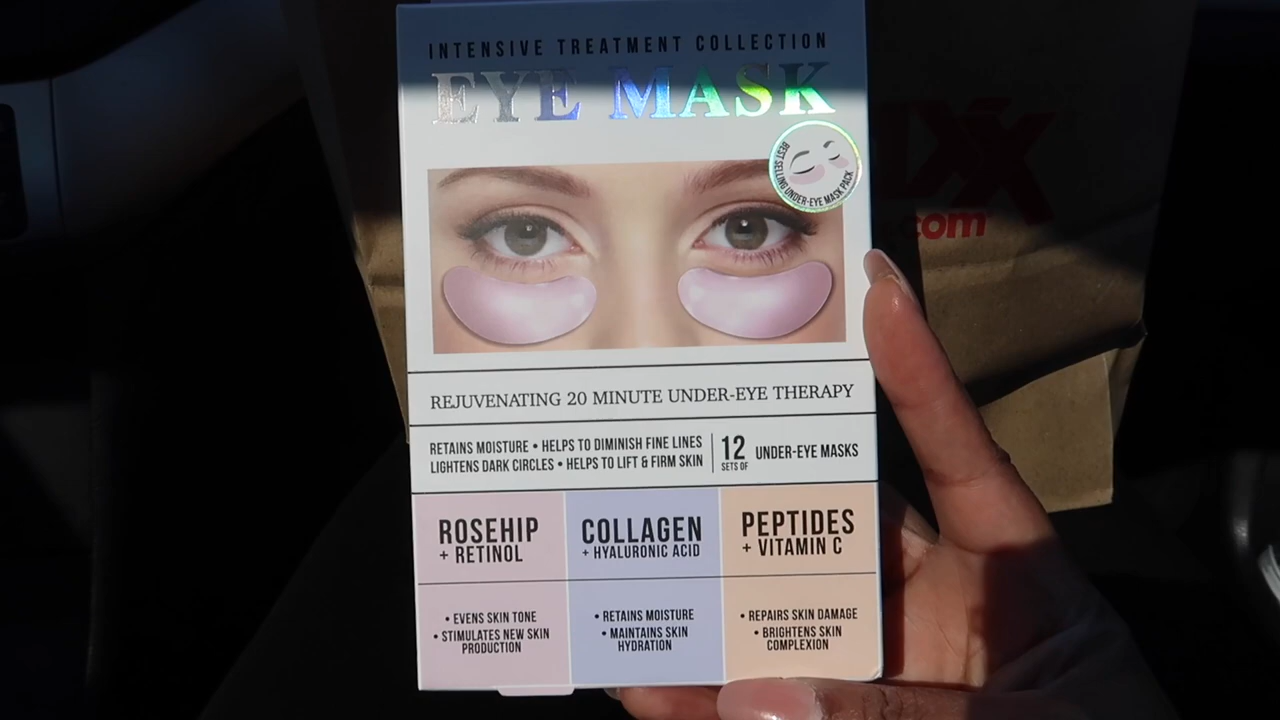 INTENSIVE TREATMENT COLLECTION
EYE MASK
BEST SELLING UNDER-EYE MASK PACK
REJUVENATING 20 MINUTE UNDER-EYE THERAPY
RETAINS MOISTURE • HELPS TO DIMINISH FINE LINES
LIGHTENS DARK CIRCLES • HELPS TO LIFT & FIRM SKIN
12
SETS OF
UNDER-EYE MASKS
ROSEHIP
+ RETINOL
• EVENS SKIN TONE
• STIMULATES NEW SKIN
PRODUCTION
COLLAGEN
+ HYALURONIC ACID
• RETAINS MOISTURE
• MAINTAINS SKIN
HYDRATION
PEPTIDES
+ VITAMIN C
• REPAIRS SKIN DAMAGE
• BRIGHTENS SKIN
COMPLEXION
.com